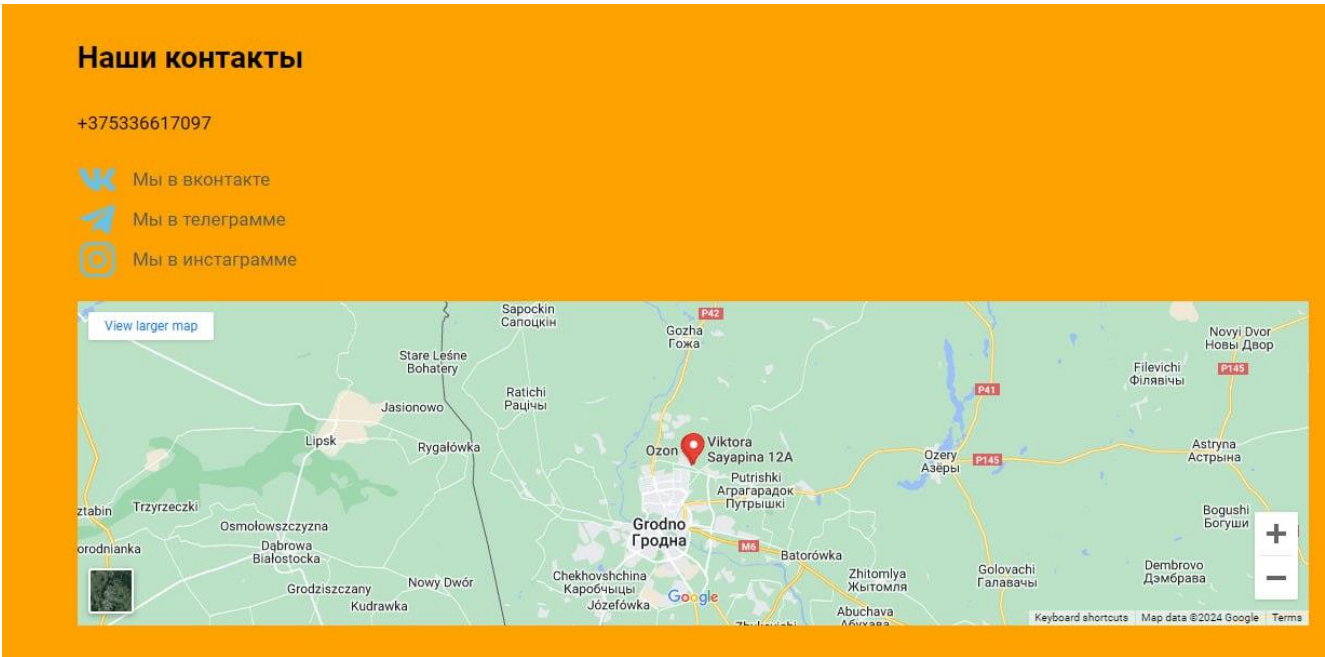 Наши контакты
+375336617097
Мы в вконтакте
Мы в телеграмме
Мы в инстаграмме
View larger map
Sapockin
Сапоцкін
P42
Gozha
Гожа
Novyi Dvor
Новы Двор
Stare Leśne
Bohatery
Filevichi
Філявічы
P145
Ratichi
Рацічы
P41
Jasionowo
Lipsk
Rygałówka
Ozon
Viktora
Sayapina 12A
Ozery
Азёры
P145
Astryna
Астрына
Putrishki
Аграгарадок
Путрышкі
ztabin
Trzyrzeczki
Osmołowszczyzna
Grodno
Гродна
Bogushi
Богушы
orodnianka
Dąbrowa
Białostocka
M6
Batorówka
Chekhovshchina
Каробчыцы
Józefówka
Zhitomlya
Жытомля
Golovachi
Галавачы
Dembrovo
Дэмбрава
Grodziszczany
Nowy Dwór
Kudrawka
Google
Abuchava
Keyboard shortcuts
Map data ©2024 Google
Terms